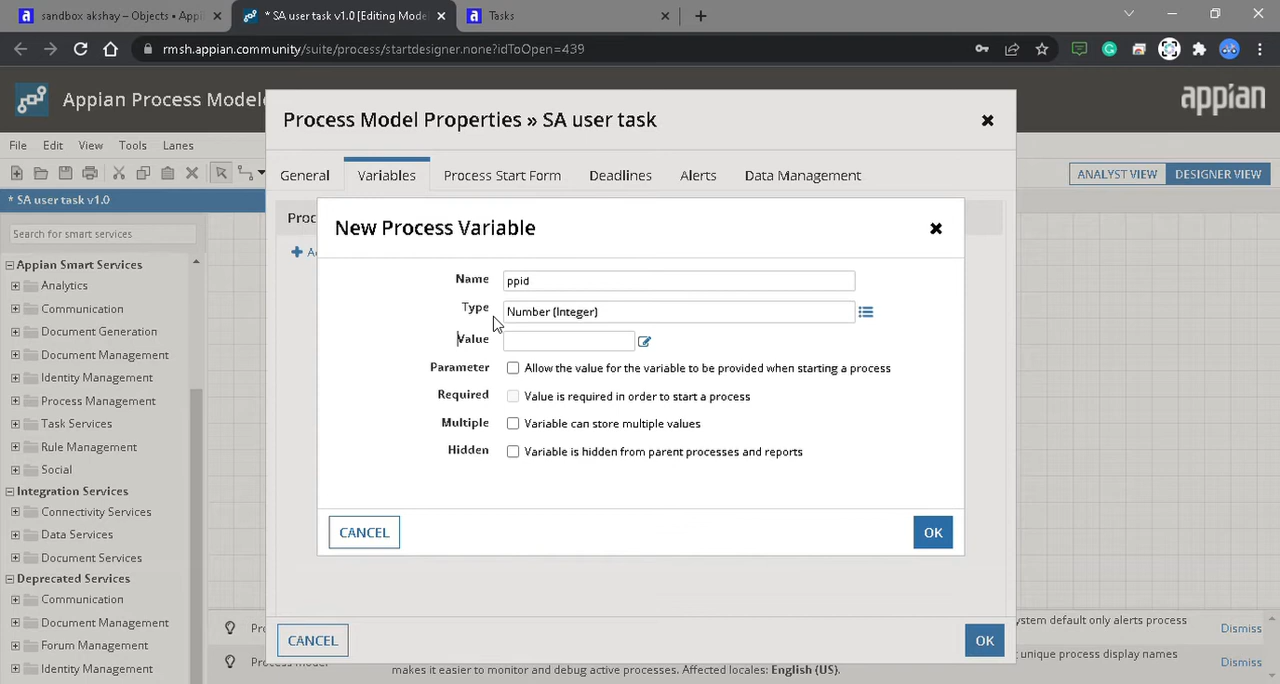 sandbox akshay – Objects • Appi
* SA user task v1.0 [Editing Mode
Tasks
rmsh.appian.community/suite/process/startdesigner.none?idToOpen=439
Appian Process Modele
appian
File Edit View Tools Lanes
ANALYST VIEW DESIGNER VIEW
* SA user task v1.0
Search for smart services
Appian Smart Services
Analytics
Communication
Document Generation
Document Management
Identity Management
Process Management
Task Services
Rule Management
Social
Integration Services
Connectivity Services
Data Services
Document Services
Deprecated Services
Communication
Document Management
Forum Management
Identity Management
Process Model Properties » SA user task
General Variables Process Start Form Deadlines Alerts Data Management
Proc
New Process Variable
Name ppid
Type Number (Integer)
Value
Parameter Allow the value for the variable to be provided when starting a process
Required Value is required in order to start a process
Multiple Variable can store multiple values
Hidden Variable is hidden from parent processes and reports
CANCEL OK
CANCEL OK
system default only alerts process
Dismiss
Process model
unique process display names
makes it easier to monitor and debug active processes. Affected locales: English (US).
Dismiss